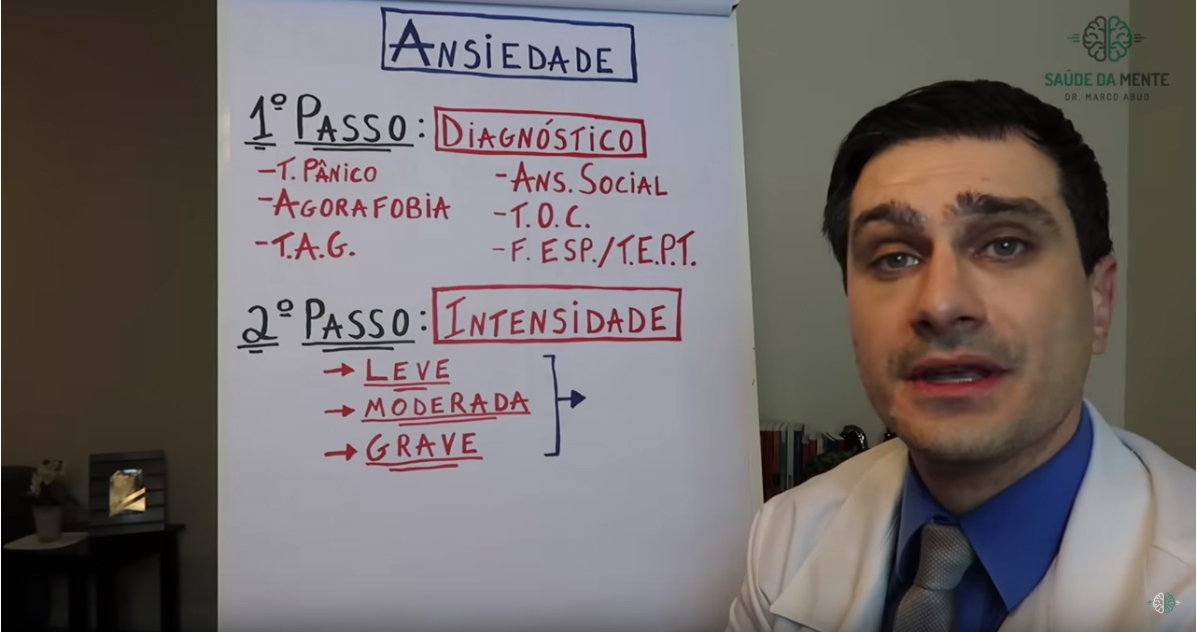 ANSIEDADE
1º PASSO: DIAGNÓSTICO
-T. PÂNICO
-AGORAFOBIA
-T.A.G.
-ANS. SOCIAL
-T.O.C.
-F. ESP./T.E.P.T.
2º PASSO: INTENSIDADE
→ LEVE
→ MODERADA
→ GRAVE
SAÚDE DA MENTE
DR. MARCO ABUD